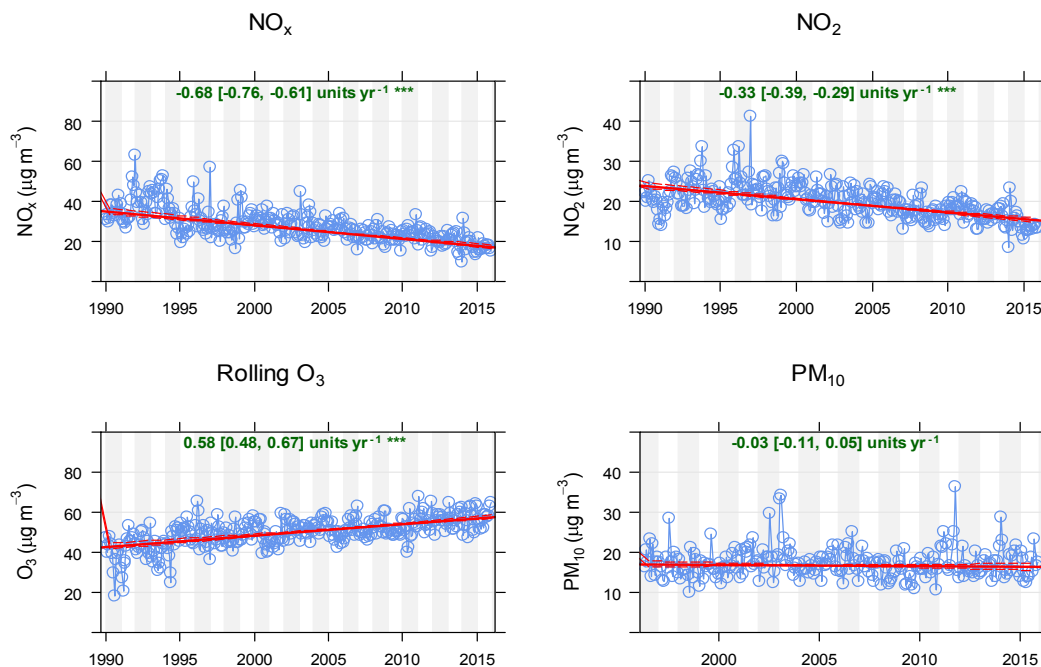 NOx
-0.68 [-0.76, -0.61] units yr-1 ***
NOx (µg m−3)
80
60
40
20
1990 1995 2000 2005 2010 2015
NO2
-0.33 [-0.39, -0.29] units yr-1 ***
NO2 (µg m−3)
40
30
20
10
1990 1995 2000 2005 2010 2015
Rolling O3
0.58 [0.48, 0.67] units yr-1 ***
O3 (µg m−3)
80
60
40
20
1990 1995 2000 2005 2010 2015
PM10
-0.03 [-0.11, 0.05] units yr-1
PM10 (µg m−3)
40
30
20
10
2000 2005 2010 2015